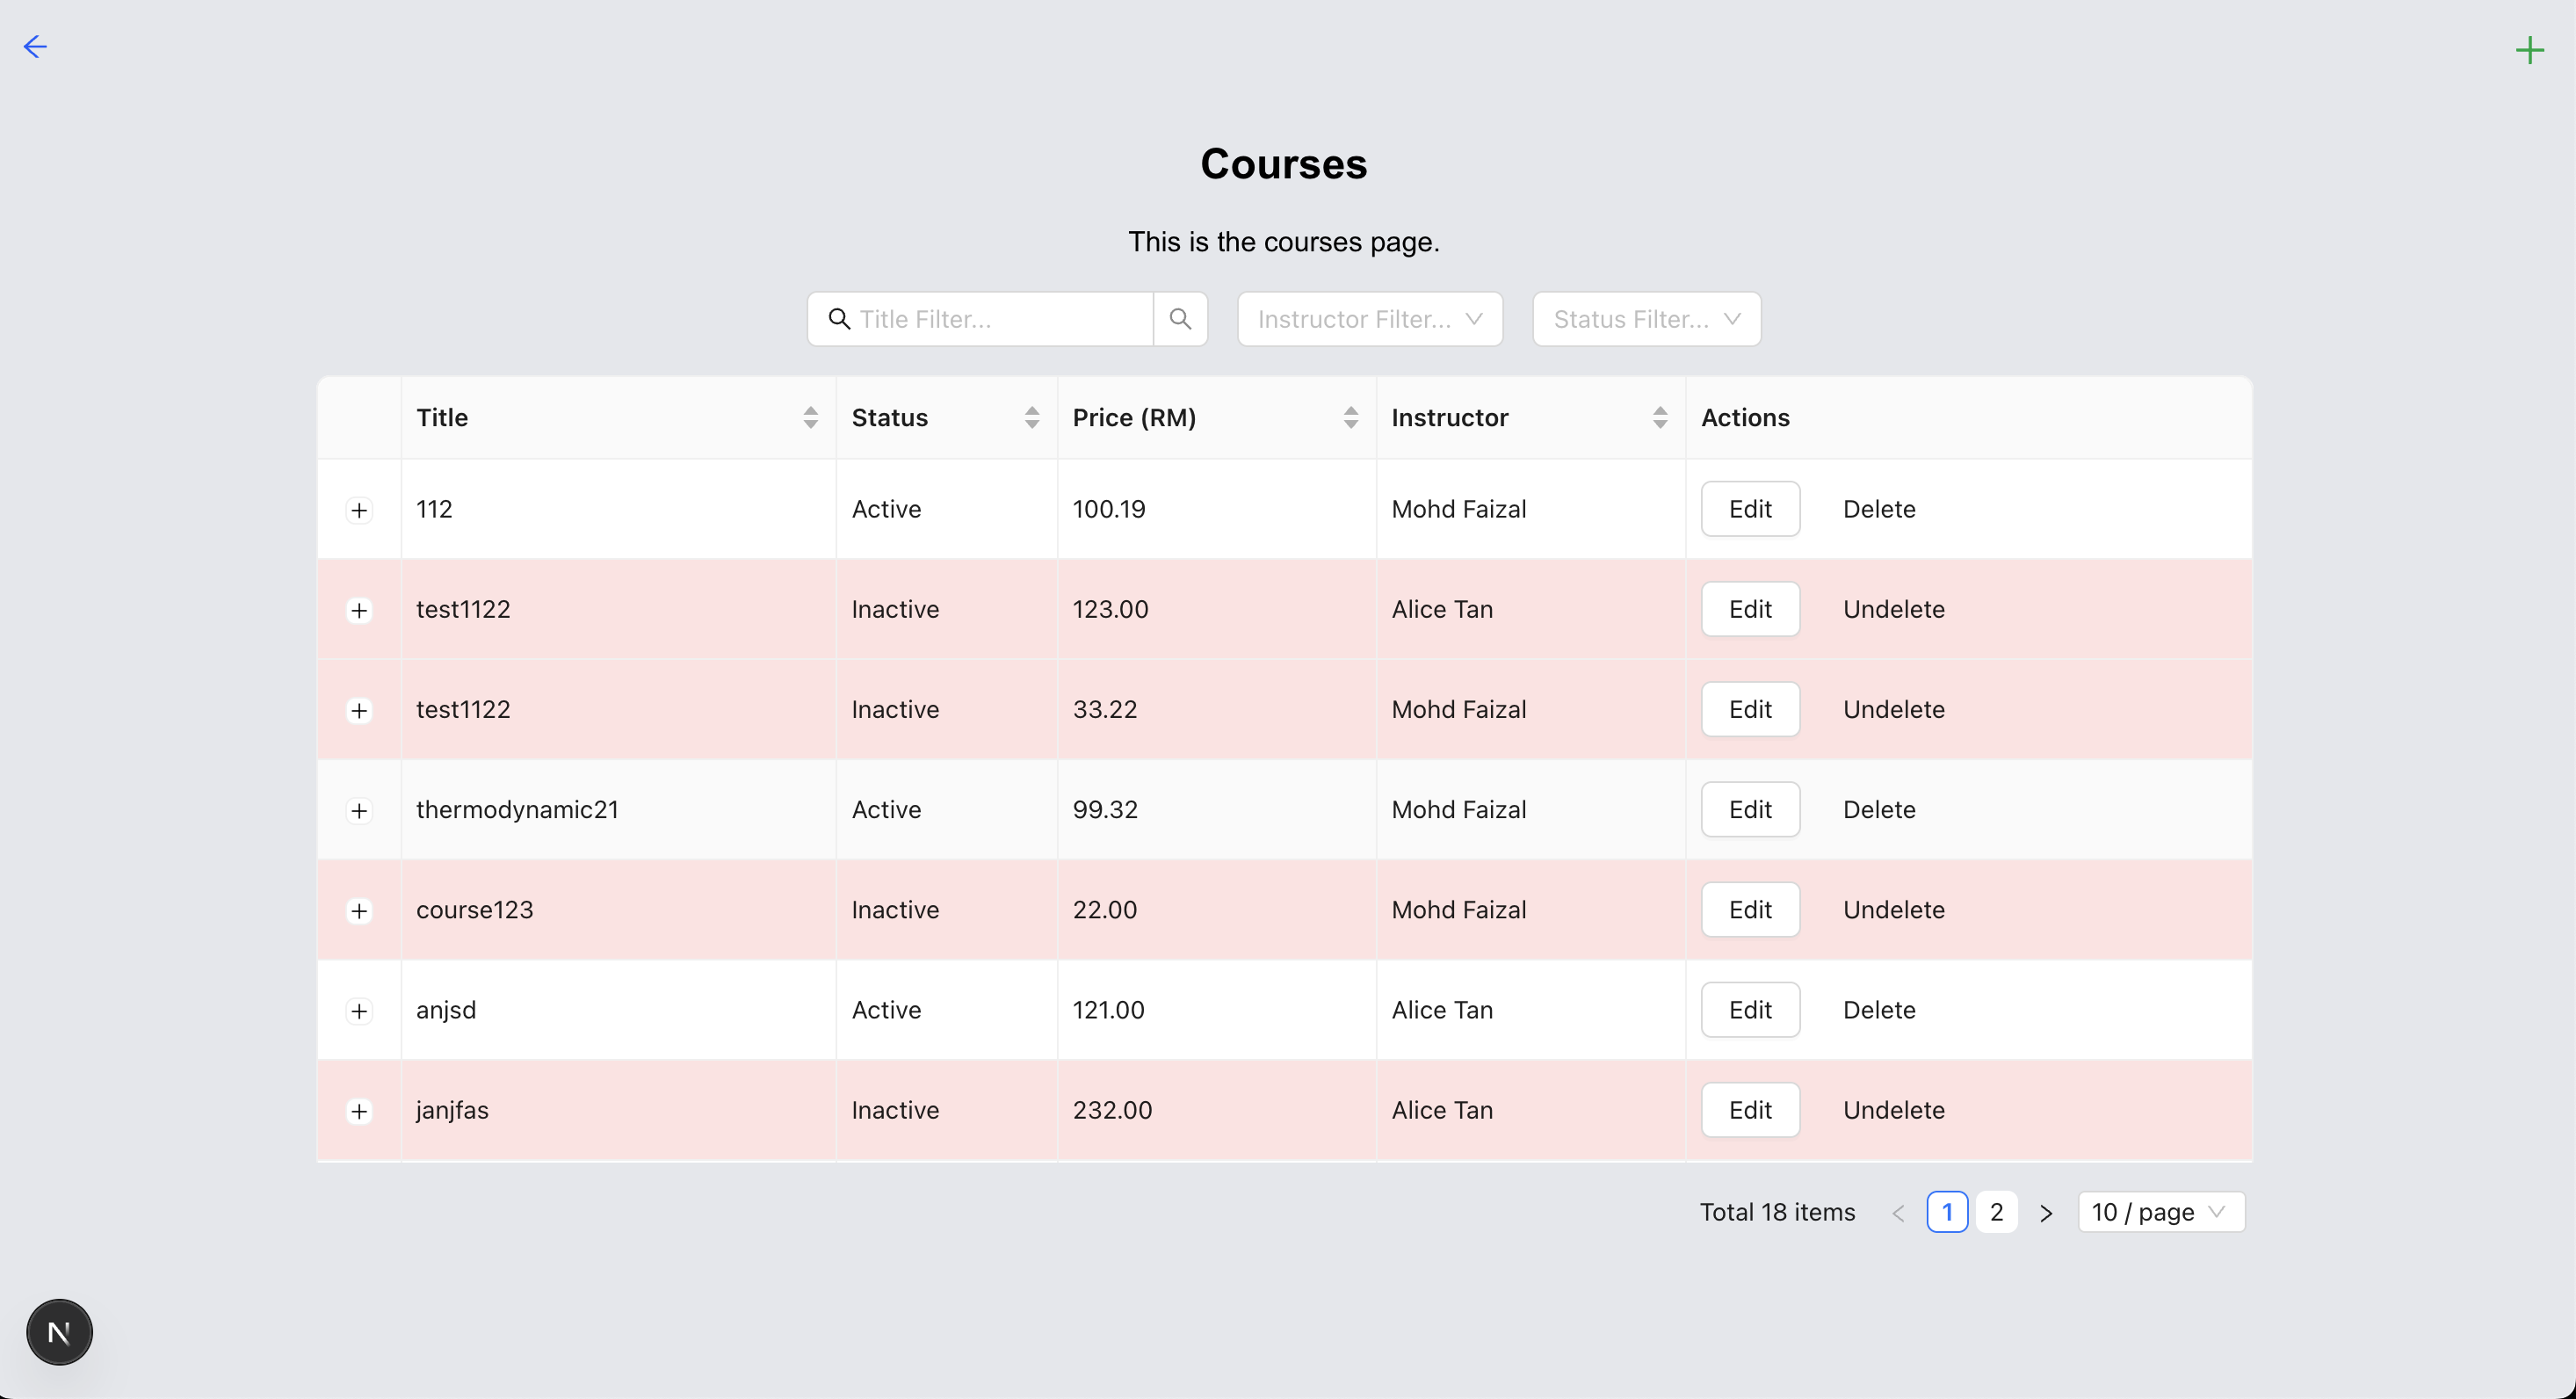 Courses
This is the courses page.
Title Filter... Instructor Filter... Status Filter...
Title Status Price (RM) Instructor Actions
112 Active 100.19 Mohd Faizal Edit Delete
test1122 Inactive 123.00 Alice Tan Edit Undelete
test1122 Inactive 33.22 Mohd Faizal Edit Undelete
thermodynamic21 Active 99.32 Mohd Faizal Edit Delete
course123 Inactive 22.00 Mohd Faizal Edit Undelete
anjsd Active 121.00 Alice Tan Edit Delete
janjfas Inactive 232.00 Alice Tan Edit Undelete
Total 18 items < 1 2 > 10 / page
N